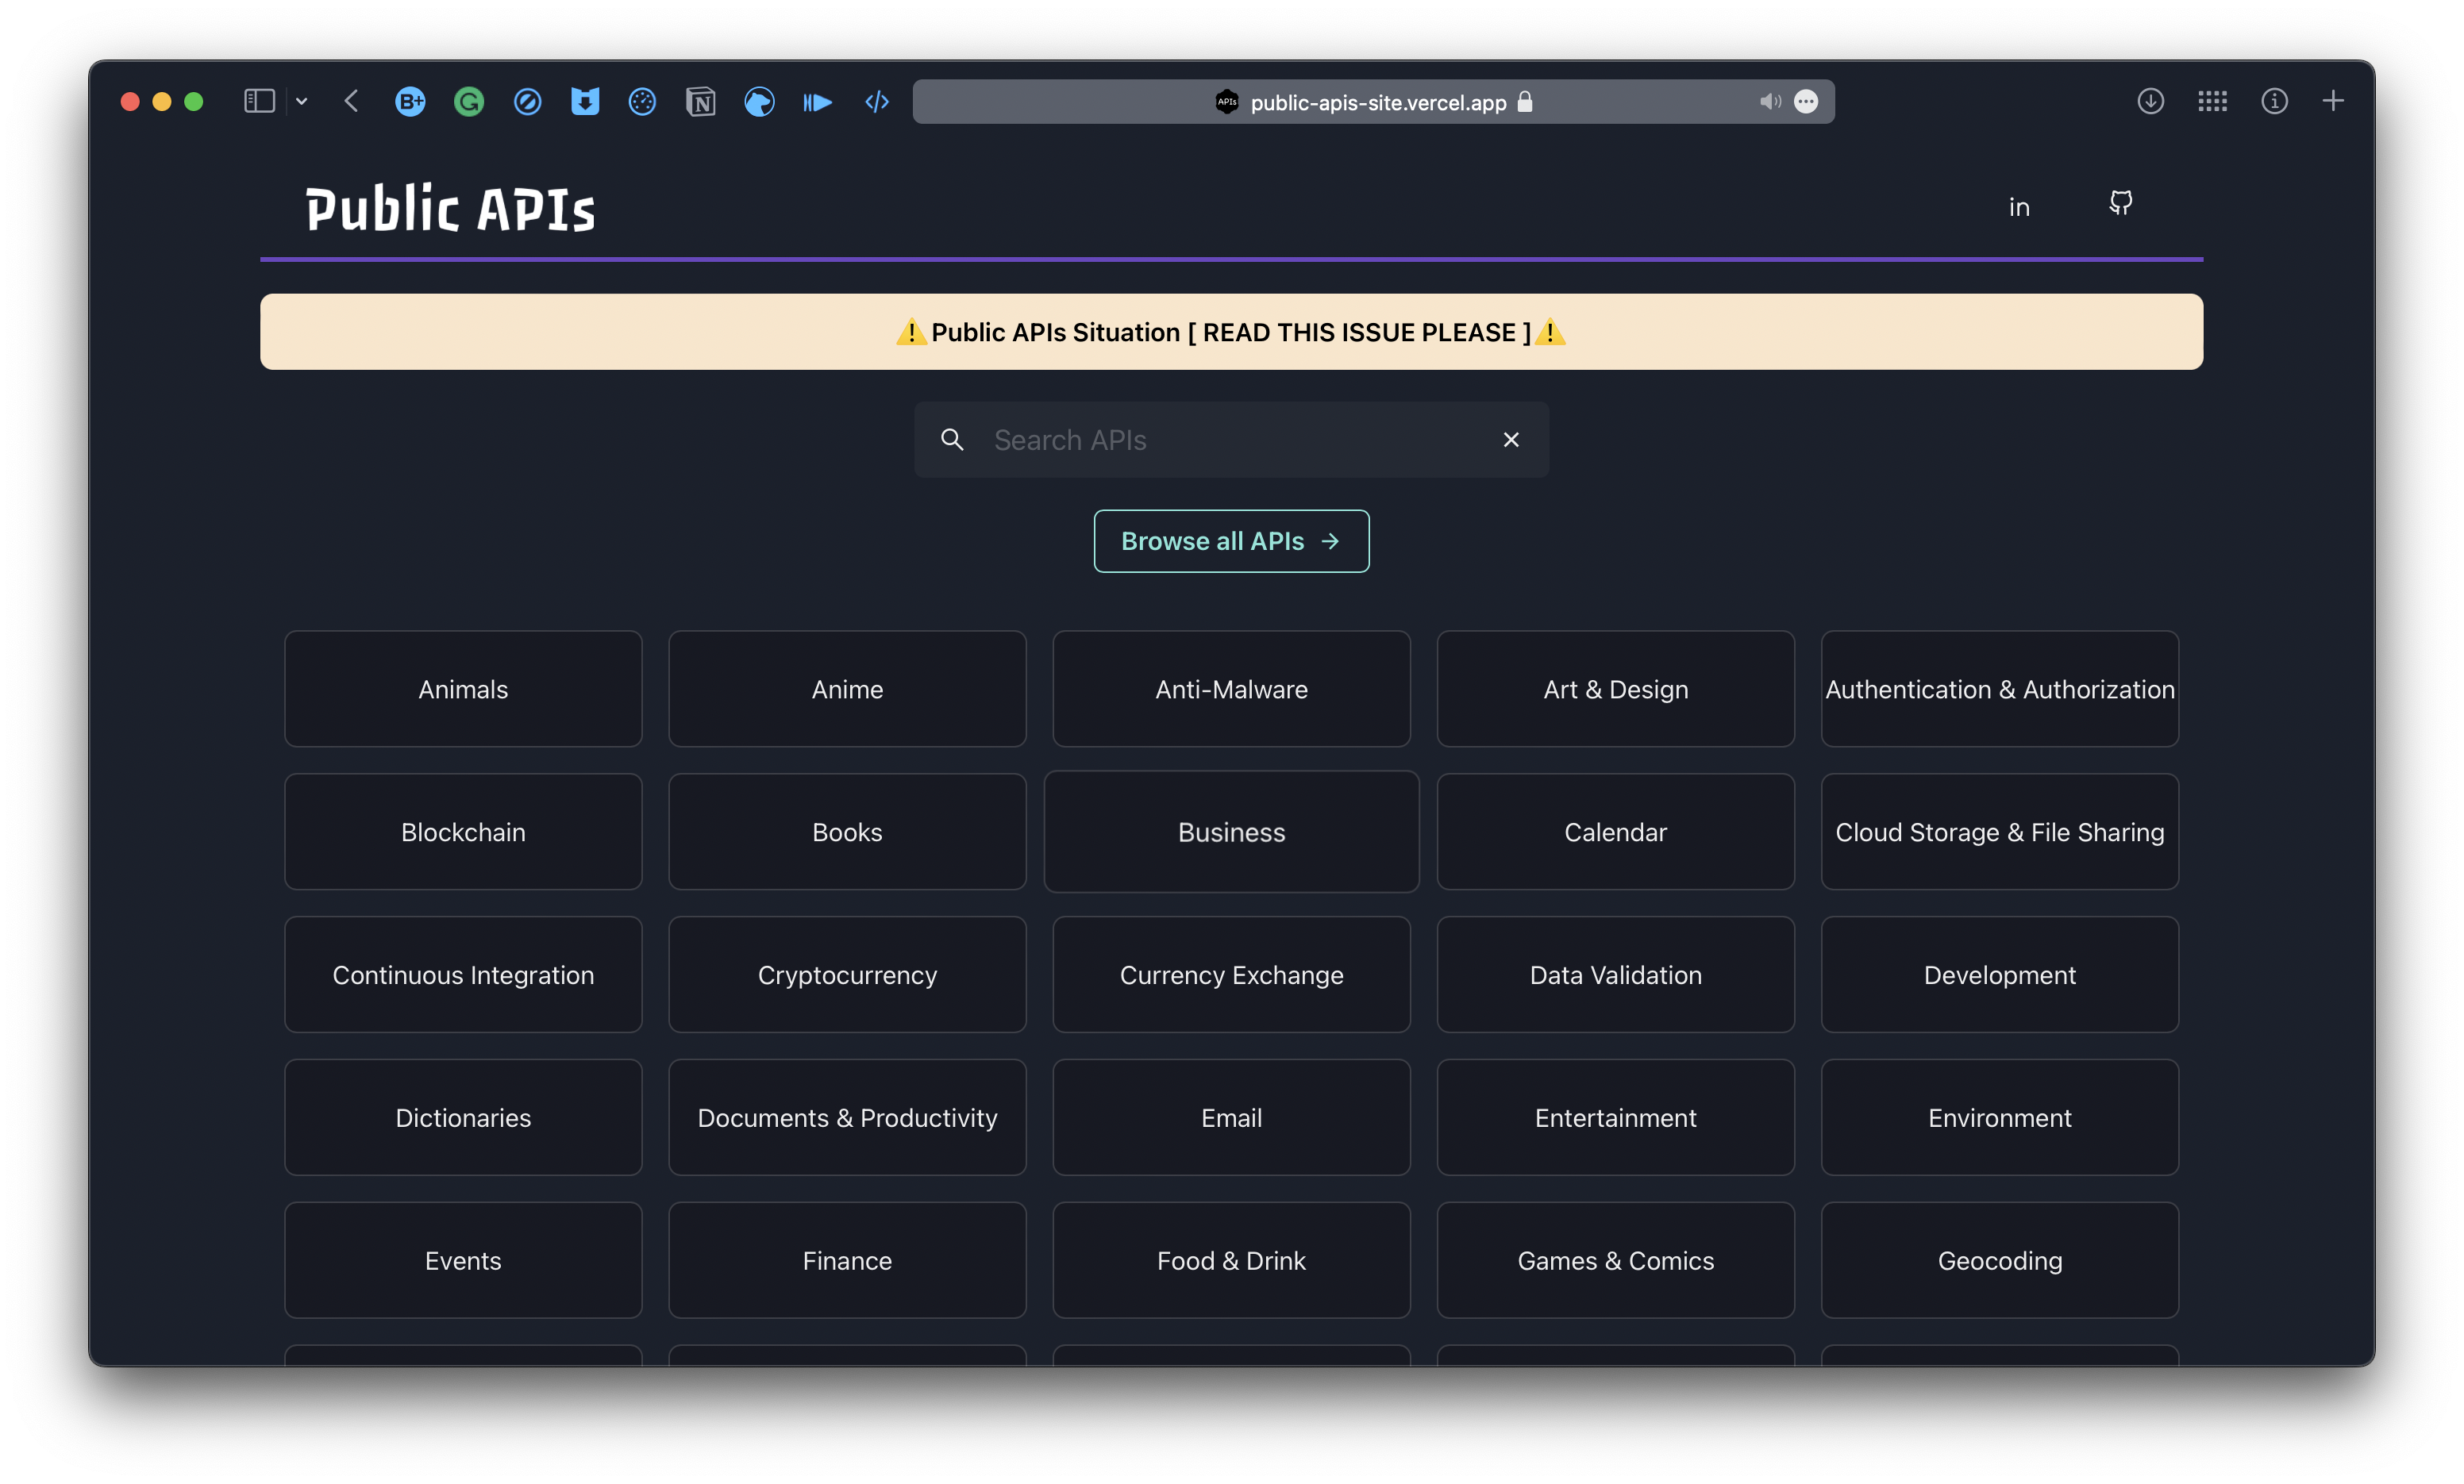 B+
N
APIs public-apis-site.vercel.app
Public APIs
in
Public APIs Situation [ READ THIS ISSUE PLEASE ]
Search APIs
Browse all APIs →
Animals
Anime
Anti-Malware
Art & Design
Authentication & Authorization
Blockchain
Books
Business
Calendar
Cloud Storage & File Sharing
Continuous Integration
Cryptocurrency
Currency Exchange
Data Validation
Development
Dictionaries
Documents & Productivity
Email
Entertainment
Environment
Events
Finance
Food & Drink
Games & Comics
Geocoding